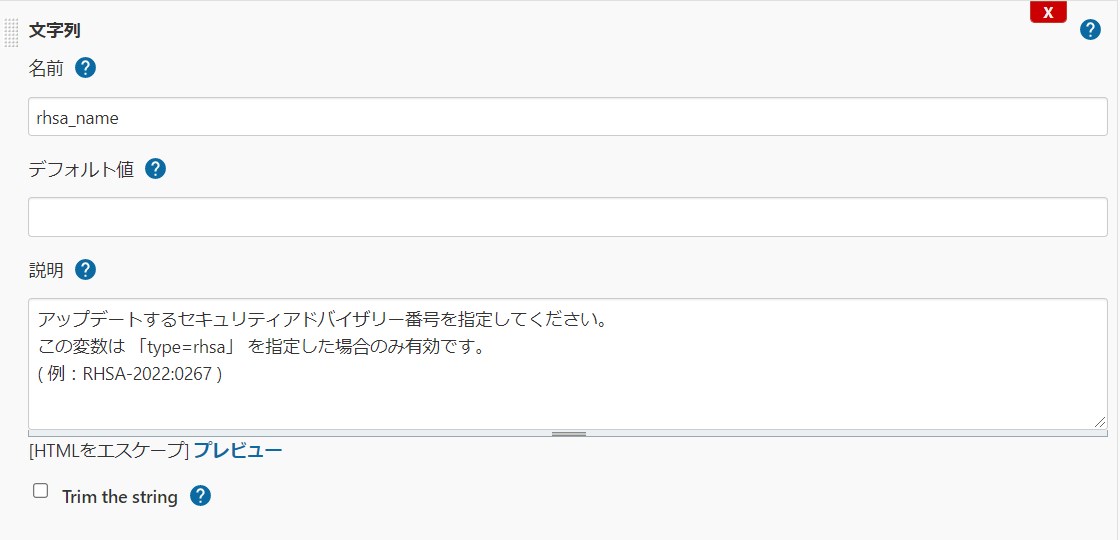 X
文字列 ?
名前 ?
rhsa_name
デフォルト値 ?
説明 ?
アップデートするセキュリティアドバイザリー番号を指定してください。
この変数は 「type=rhsa」 を指定した場合のみ有効です。
( 例：RHSA-2022:0267 )
[HTMLをエスケープ] プレビュー
Trim the string ?